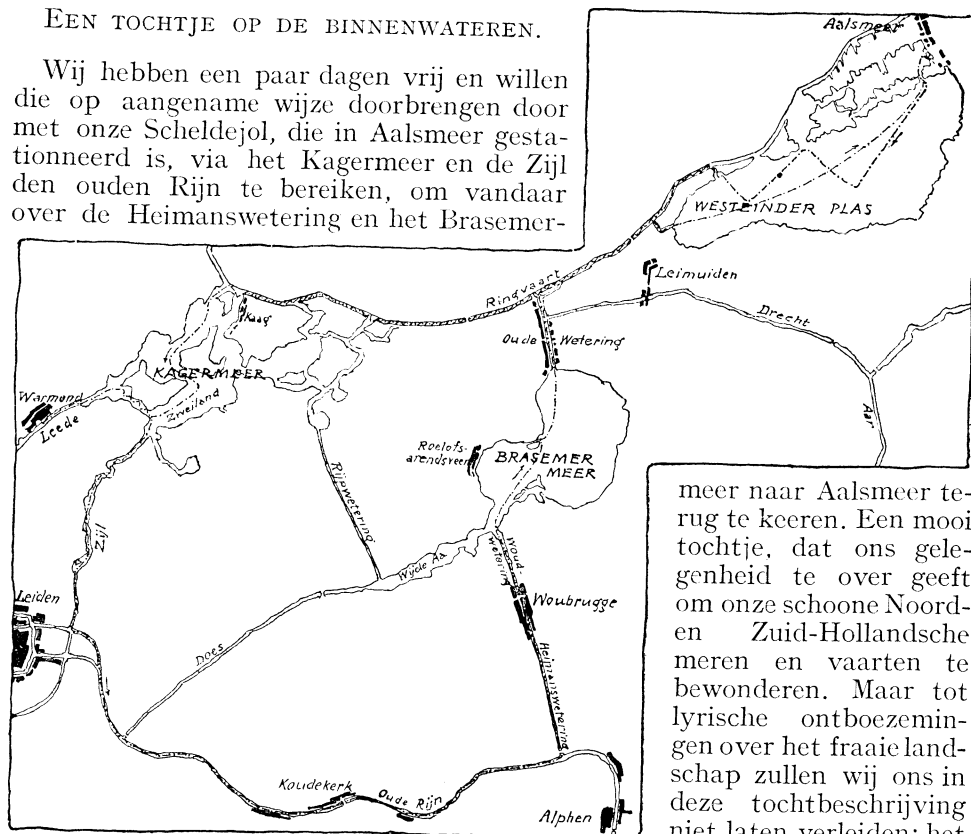 EEN TOCHTJE OP DE BINNENWATEREN.
Wij hebben een paar dagen vrij en willen
die op aangename wijze doorbrengen door
met onze Scheldejol, die in Aalsmeer gesta-
tionneerd is, via het Kagermeer en de Zijl
den ouden Rijn te bereiken, om vandaar
over de Heimanswetering en het Brasemer-
Aalsmeer
WESTEINDER PLAS
Leimuiden
Ringvaart
Drecht
Kaag
Oude Wetering
KAGERMEER
Zweiland
Warmond
Leede
Aar
Roelofs-
arendsveen
BRASEMER
MEER
Rijpwetering
Zijl
Wijde Aa
Woud-
wetering
Leiden
Woubrugge
Does
Heimanswetering
Koudekerk
Oude Rijn
Alphen
meer naar Aalsmeer te-
rug te keeren. Een mooi
tochtje, dat ons gele-
genheid te over geeft
om onze schoone Noord-
en Zuid-Hollandsche
meren en vaarten te
bewonderen. Maar tot
lyrische ontboezemin-
gen over het fraaie land-
schap zullen wij ons in
deze tochtbeschrijving
niet laten verleiden; het